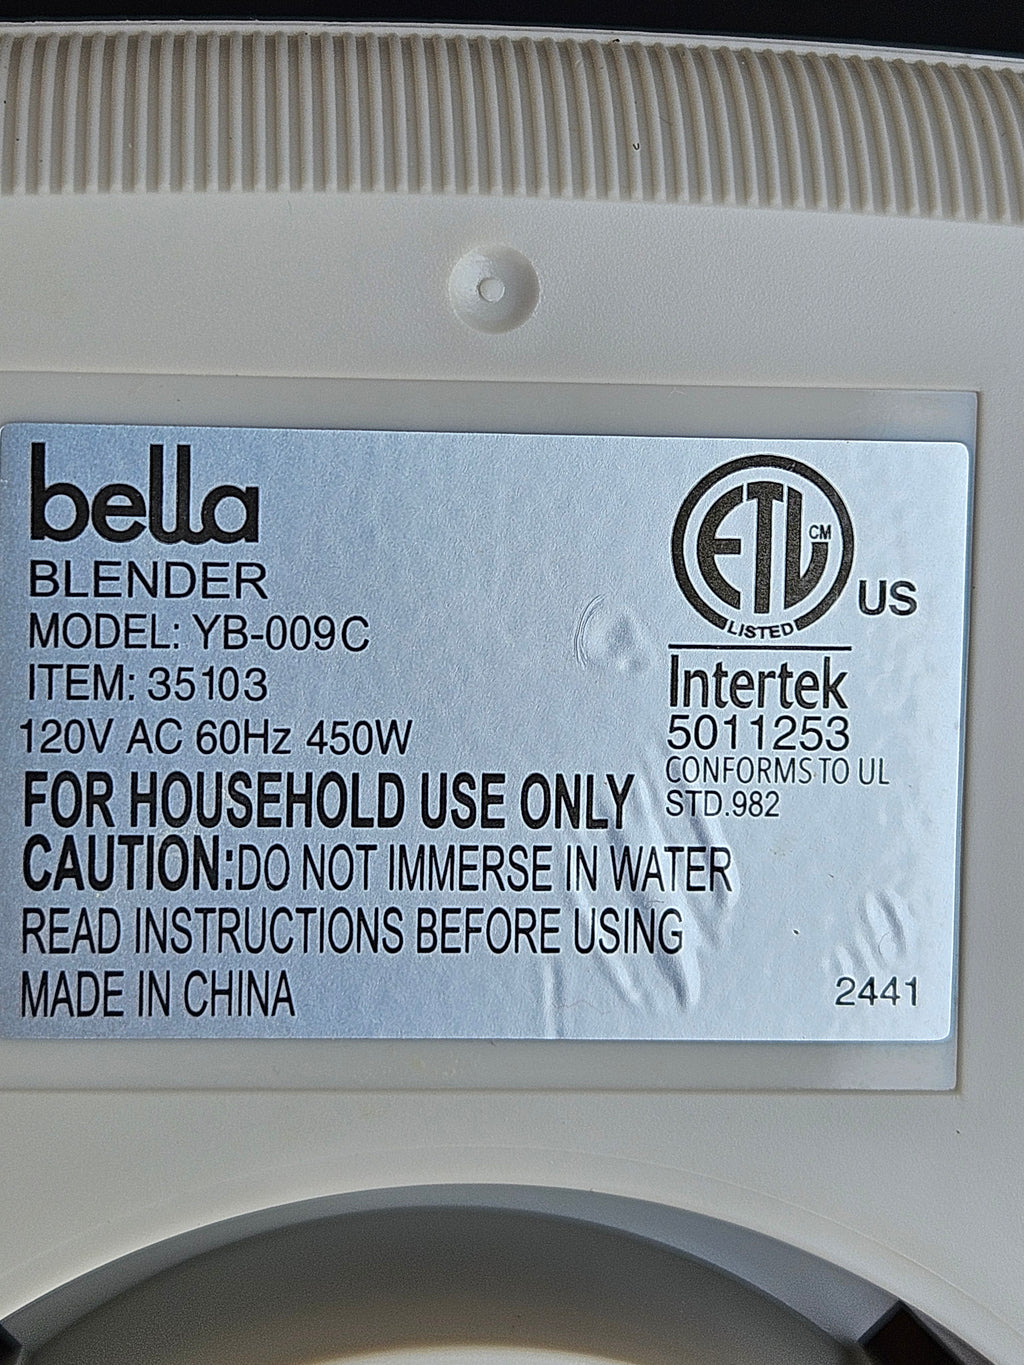 bella
BLENDER
MODEL: YB-009C
ITEM: 35103
120V AC 60Hz 450W
FOR HOUSEHOLD USE ONLY
CAUTION:DO NOT IMMERSE IN WATER
READ INSTRUCTIONS BEFORE USING
MADE IN CHINA
ETL CM
LISTED
US
Intertek
5011253
CONFORMS TO UL
STD.982
2441